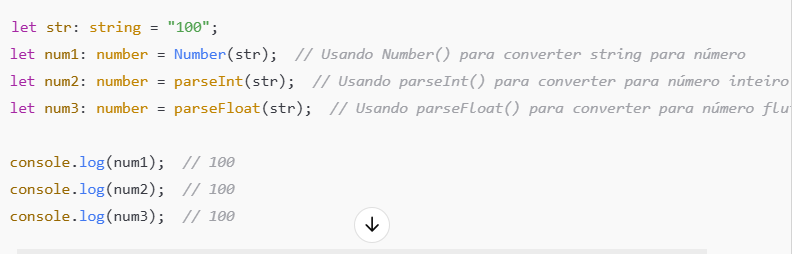 let str: string = "100";
let num1: number = Number(str);  // Usando Number() para converter string para número
let num2: number = parseInt(str);  // Usando parseInt() para converter para número inteiro
let num3: number = parseFloat(str);  // Usando parseFloat() para converter para número flu
console.log(num1);  // 100
console.log(num2);  // 100
console.log(num3);  // 100